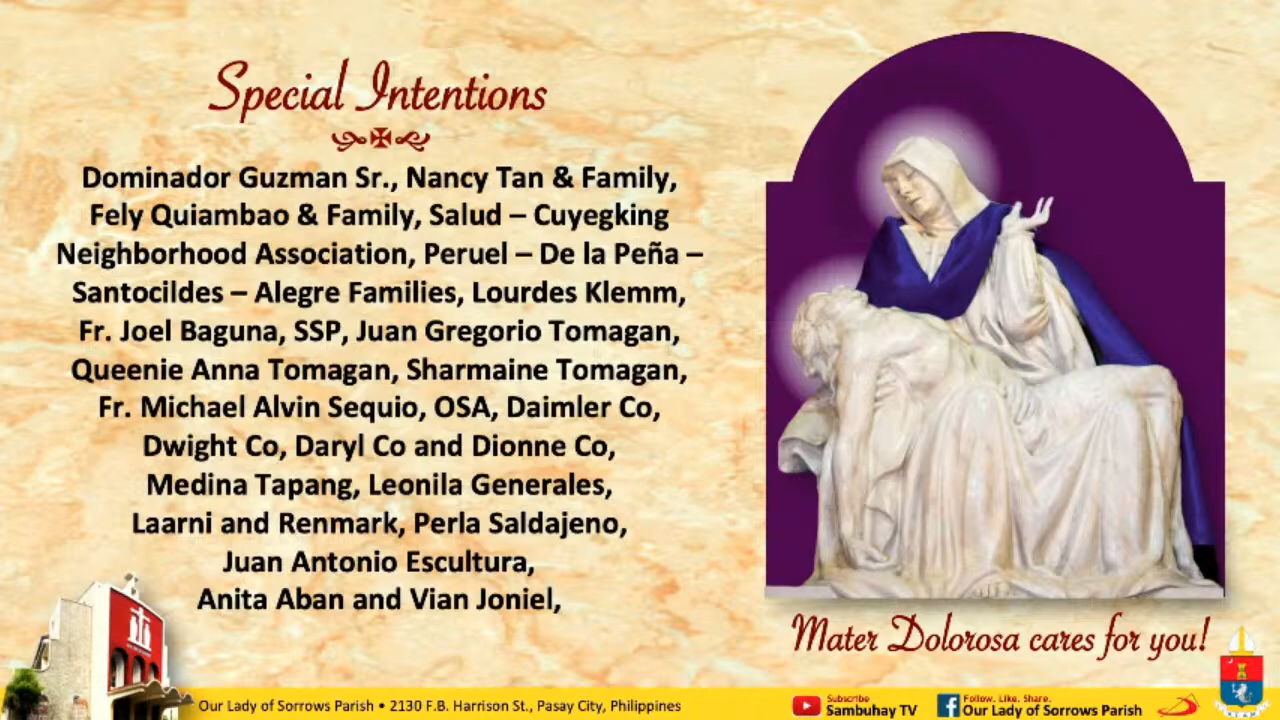 Special Intentions
Dominador Guzman Sr., Nancy Tan & Family,
Fely Quiambao & Family, Salud – Cuyegking
Neighborhood Association, Peruel – De la Peña –
Santocildes – Alegre Families, Lourdes Klemm,
Fr. Joel Baguna, SSP, Juan Gregorio Tomagan,
Queenie Anna Tomagan, Sharmaine Tomagan,
Fr. Michael Alvin Sequio, OSA, Daimler Co,
Dwight Co, Daryl Co and Dionne Co,
Medina Tapang, Leonila Generales,
Laarni and Renmark, Perla Saldajeno,
Juan Antonio Escultura,
Anita Aban and Vian Joniel,
Mater Dolorosa cares for you!
Our Lady of Sorrows Parish • 2130 F.B. Harrison St., Pasay City, Philippines
Subscribe
Sambuhay TV
Follow. Like. Share.
Our Lady of Sorrows Parish